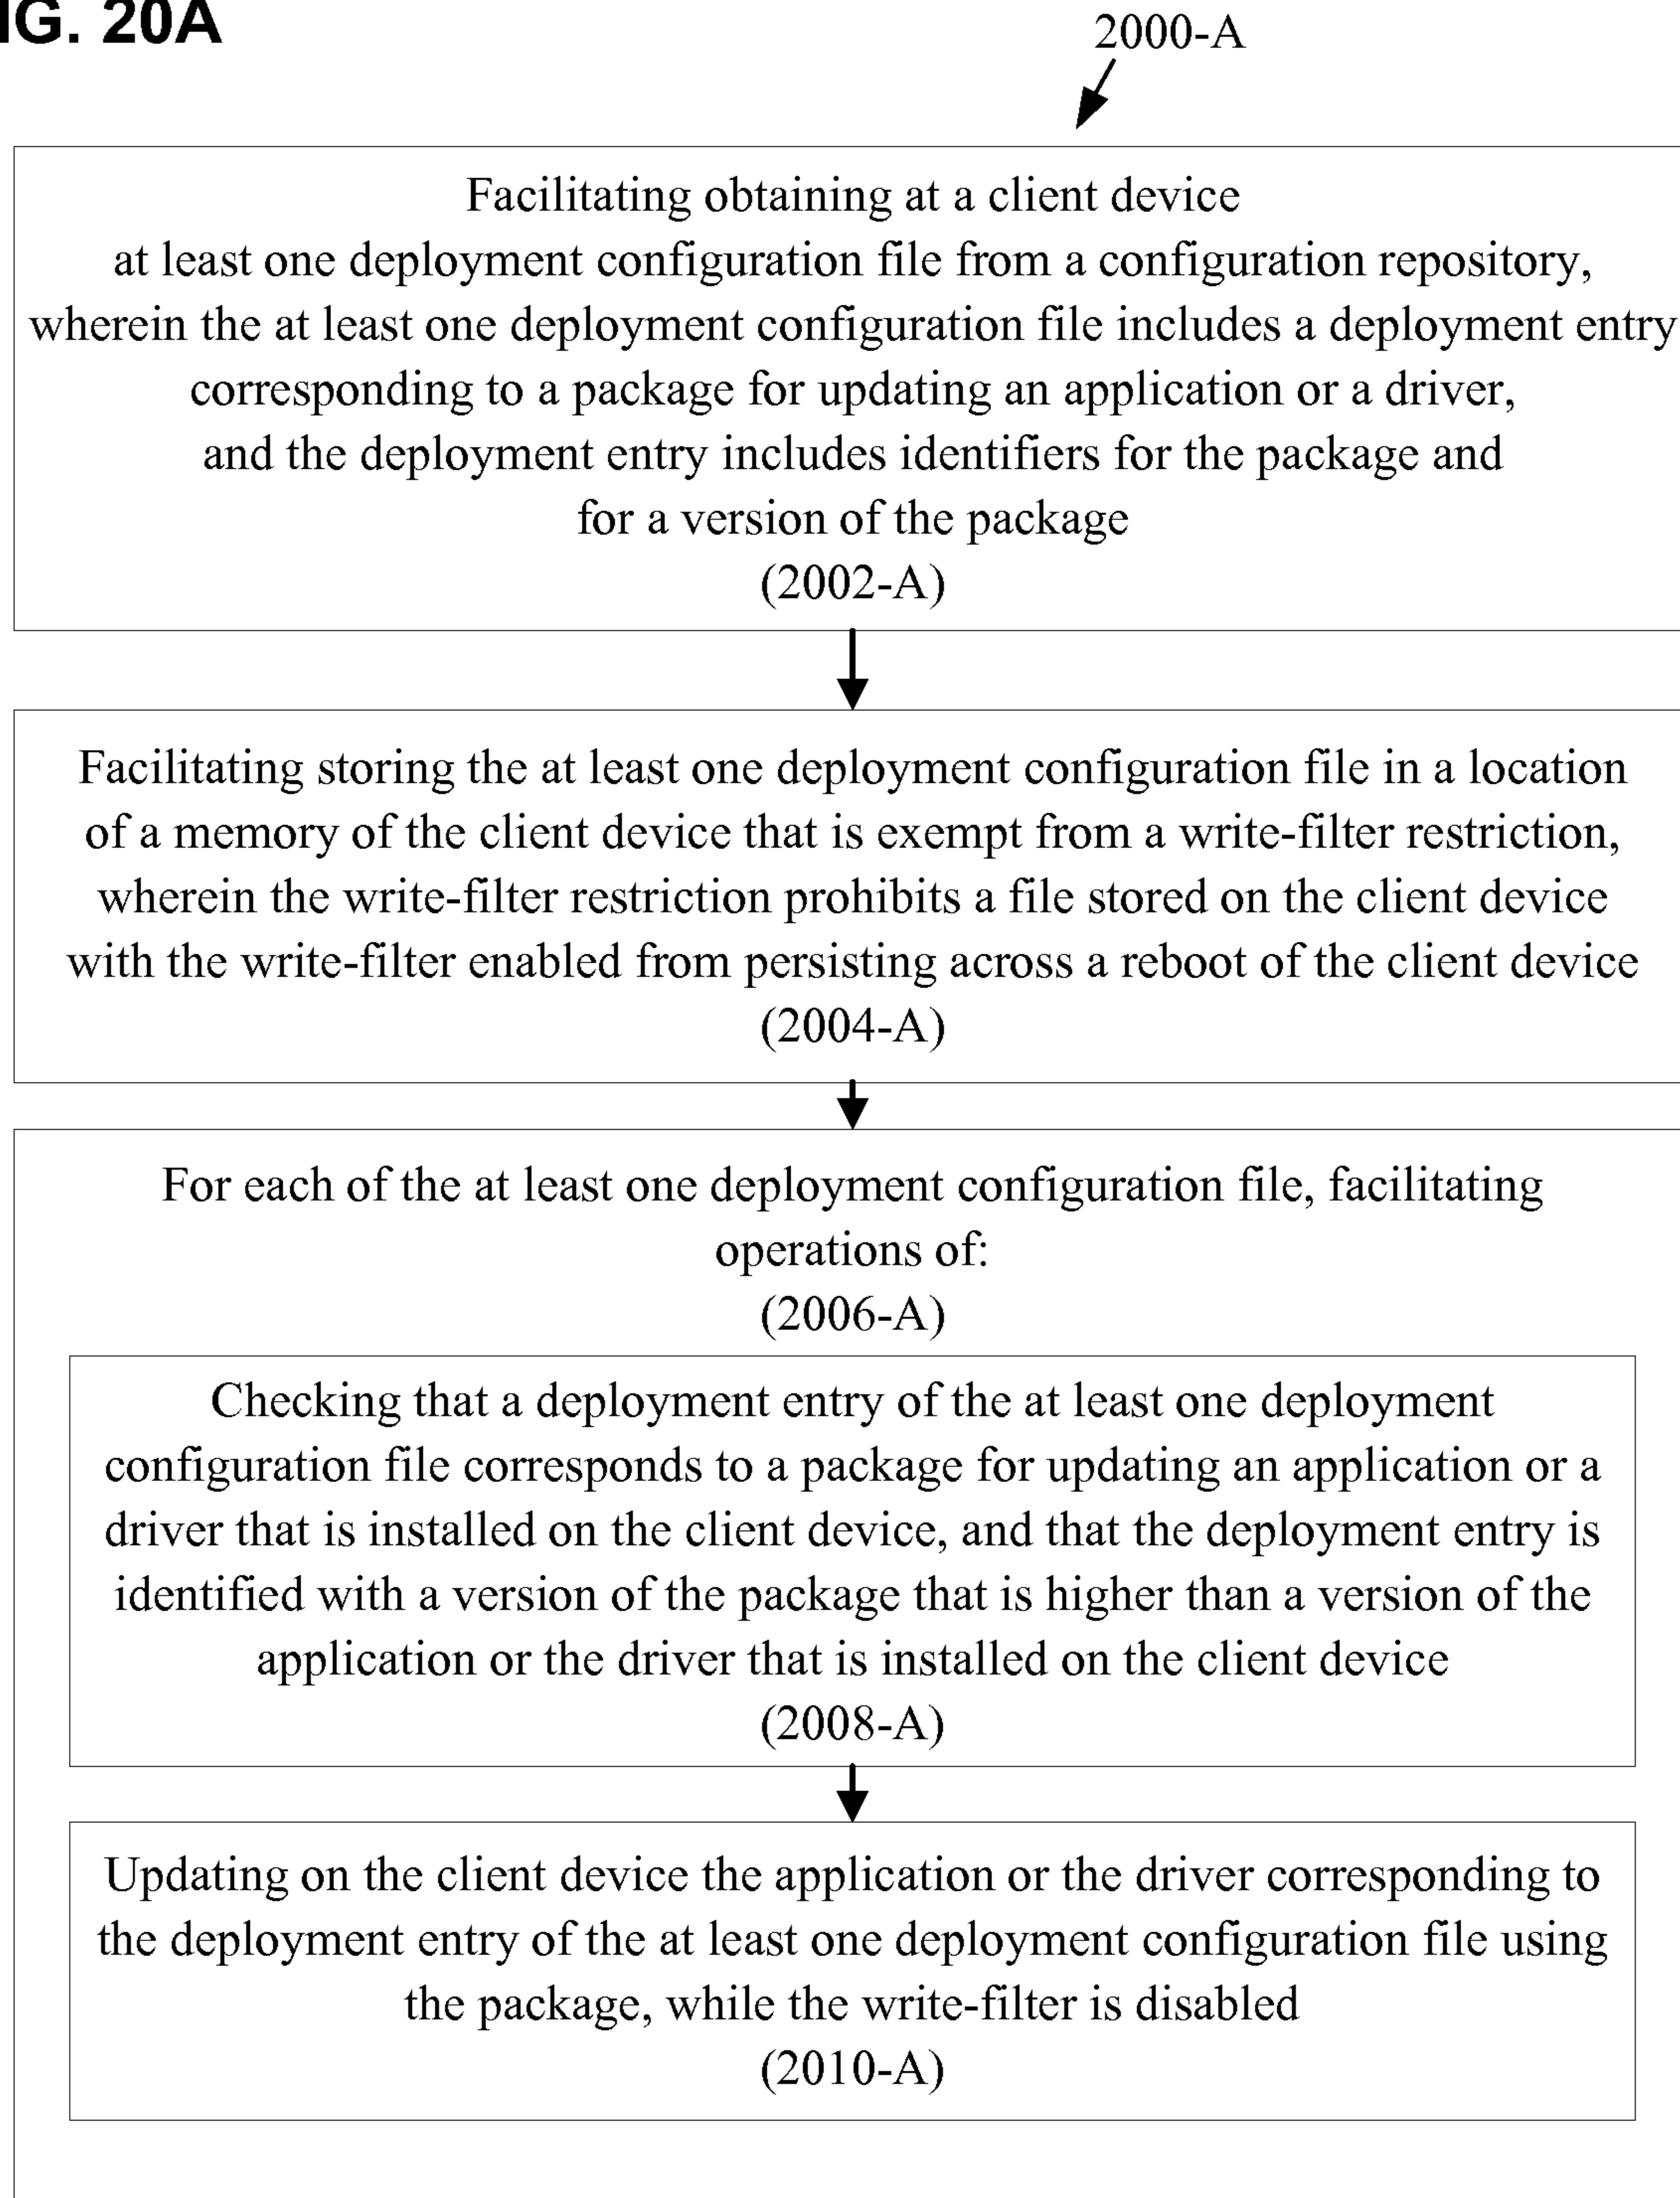 IG. 20A
2000-A
Facilitating obtaining at a client device
at least one deployment configuration file from a configuration repository,
wherein the at least one deployment configuration file includes a deployment entry
corresponding to a package for updating an application or a driver,
and the deployment entry includes identifiers for the package and
for a version of the package
(2002-A)
Facilitating storing the at least one deployment configuration file in a location
of a memory of the client device that is exempt from a write-filter restriction,
wherein the write-filter restriction prohibits a file stored on the client device
with the write-filter enabled from persisting across a reboot of the client device
(2004-A)
For each of the at least one deployment configuration file, facilitating
operations of:
(2006-A)
Checking that a deployment entry of the at least one deployment
configuration file corresponds to a package for updating an application or a
driver that is installed on the client device, and that the deployment entry is
identified with a version of the package that is higher than a version of the
application or the driver that is installed on the client device
(2008-A)
Updating on the client device the application or the driver corresponding to
the deployment entry of the at least one deployment configuration file using
the package, while the write-filter is disabled
(2010-A)